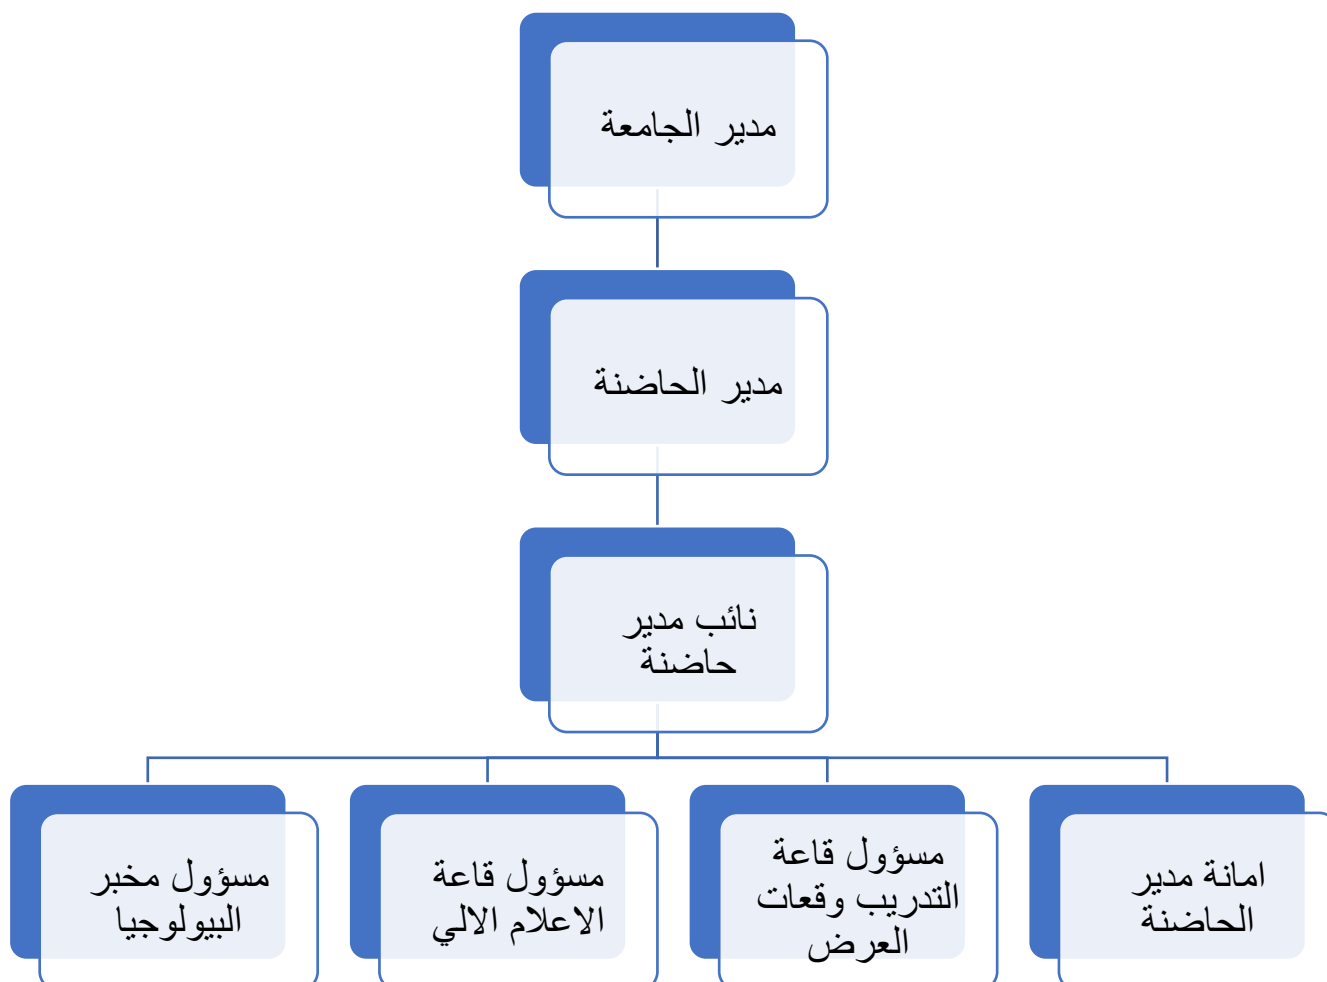 مدير الجامعة
مدير الحاضنة
نائب مدير
حاضنة
امانة مدير
الحاضنة
مسؤول قاعة
التدريب وقعات
العرض
مسؤول قاعة
الاعلام الالي
مسؤول مخبر
البيولوجيا